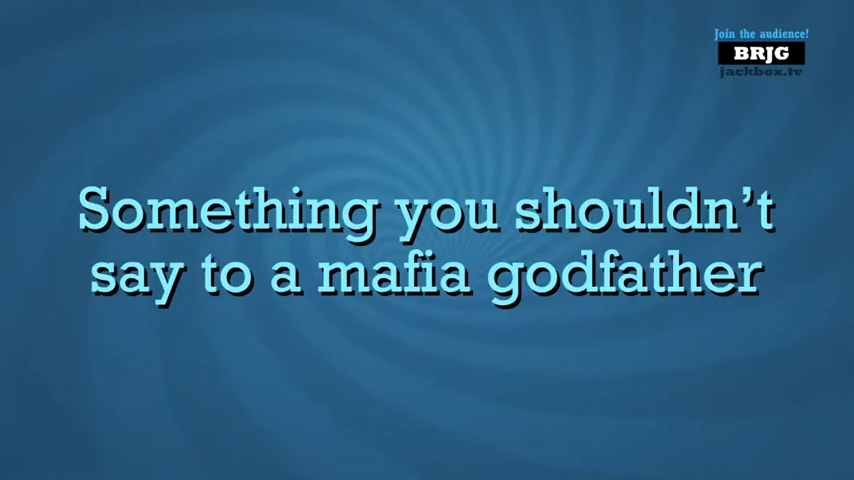 Join the audience!
BRJG
jackbox.tv
Something you shouldn’t
say to a mafia godfather